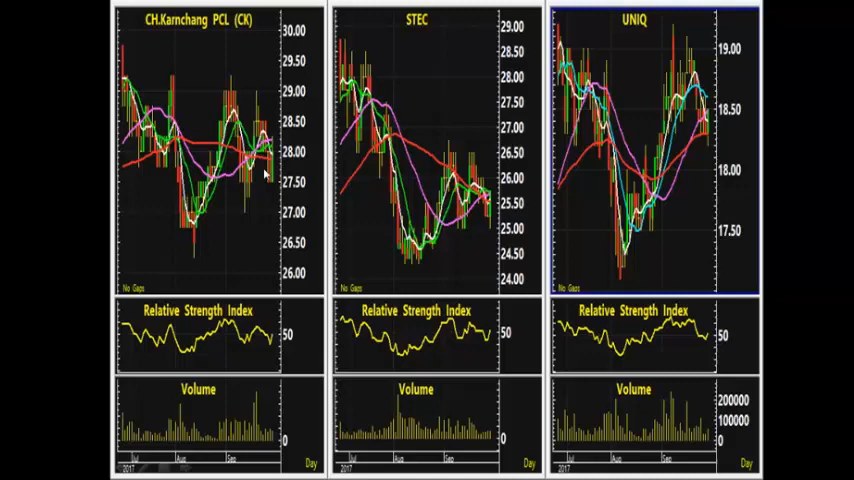 CH.Karnchang PCL (CK)
30.00
29.50
29.00
28.50
28.00
27.50
27.00
26.50
26.00
No Gaps
Relative Strength Index
50
Volume
0
Jul
Aug
Sep
2017
Day
STEC
29.00
28.50
28.00
27.50
27.00
26.50
26.00
25.50
25.00
24.50
24.00
No Gaps
Relative Strength Index
50
Volume
0
Jul
Aug
Sep
2017
Day
UNIQ
19.00
18.50
18.00
17.50
No Gaps
Relative Strength Index
50
Volume
200000
100000
0
Jul
Aug
Sep
2017
Day